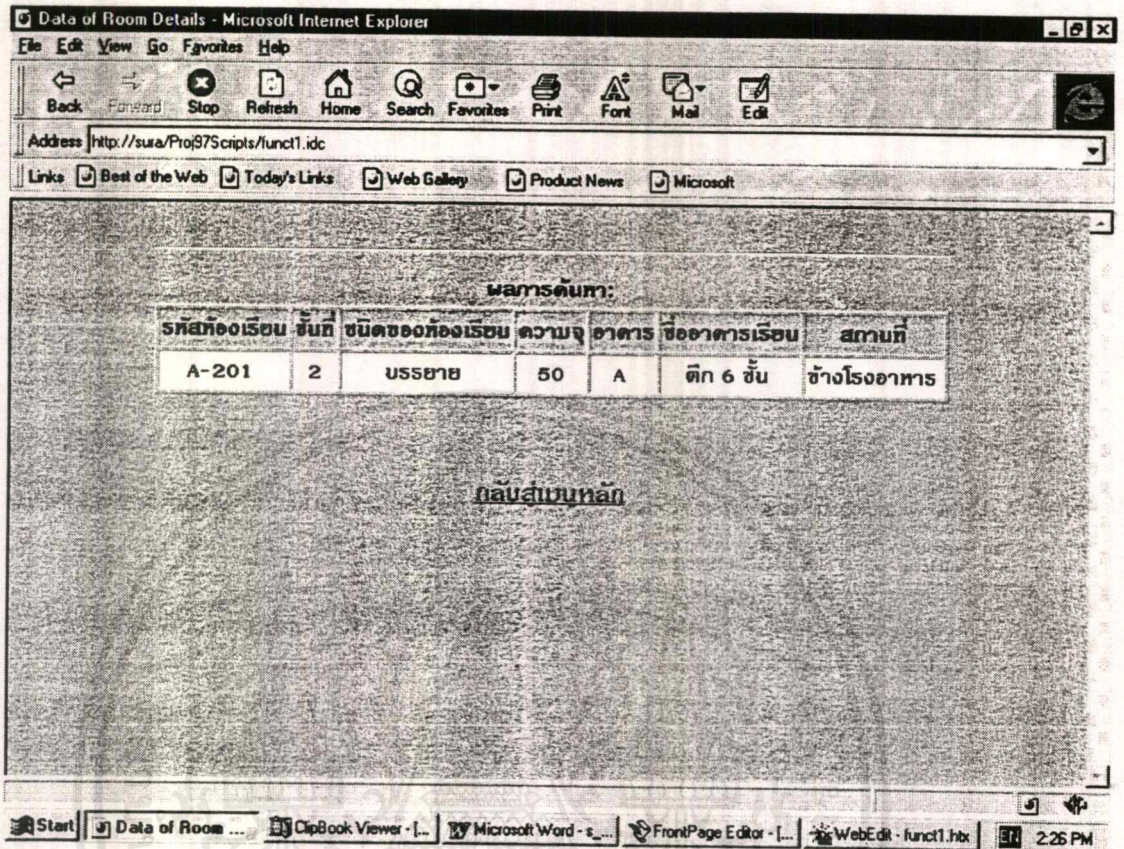 Data of Room Details - Microsoft Internet Explorer
File Edit View Go Favorites Help
Back Forward Stop Refresh Home Search Favorites Print Font Mail Edit
Address http://sura/Proj97Scripts/funct1.idc
Links Best of the Web Today's Links Web Gallery Product News Microsoft
ผลการค้นหา:
รหัสห้องเรียน ชั้นที่ ชนิดของห้องเรียน ความจุ อาคาร ชื่ออาคารเรียน สถานที่
A-201 2 บรรยาย 50 A ตึก 6 ชั้น ข้างโรงอาหาร
กลับสู่เมนูหลัก
Start Data of Room ... ClipBook Viewer - [... Microsoft Word - s_... FrontPage Editor - [... WebEdit - funct1.htx EN 2:26 PM